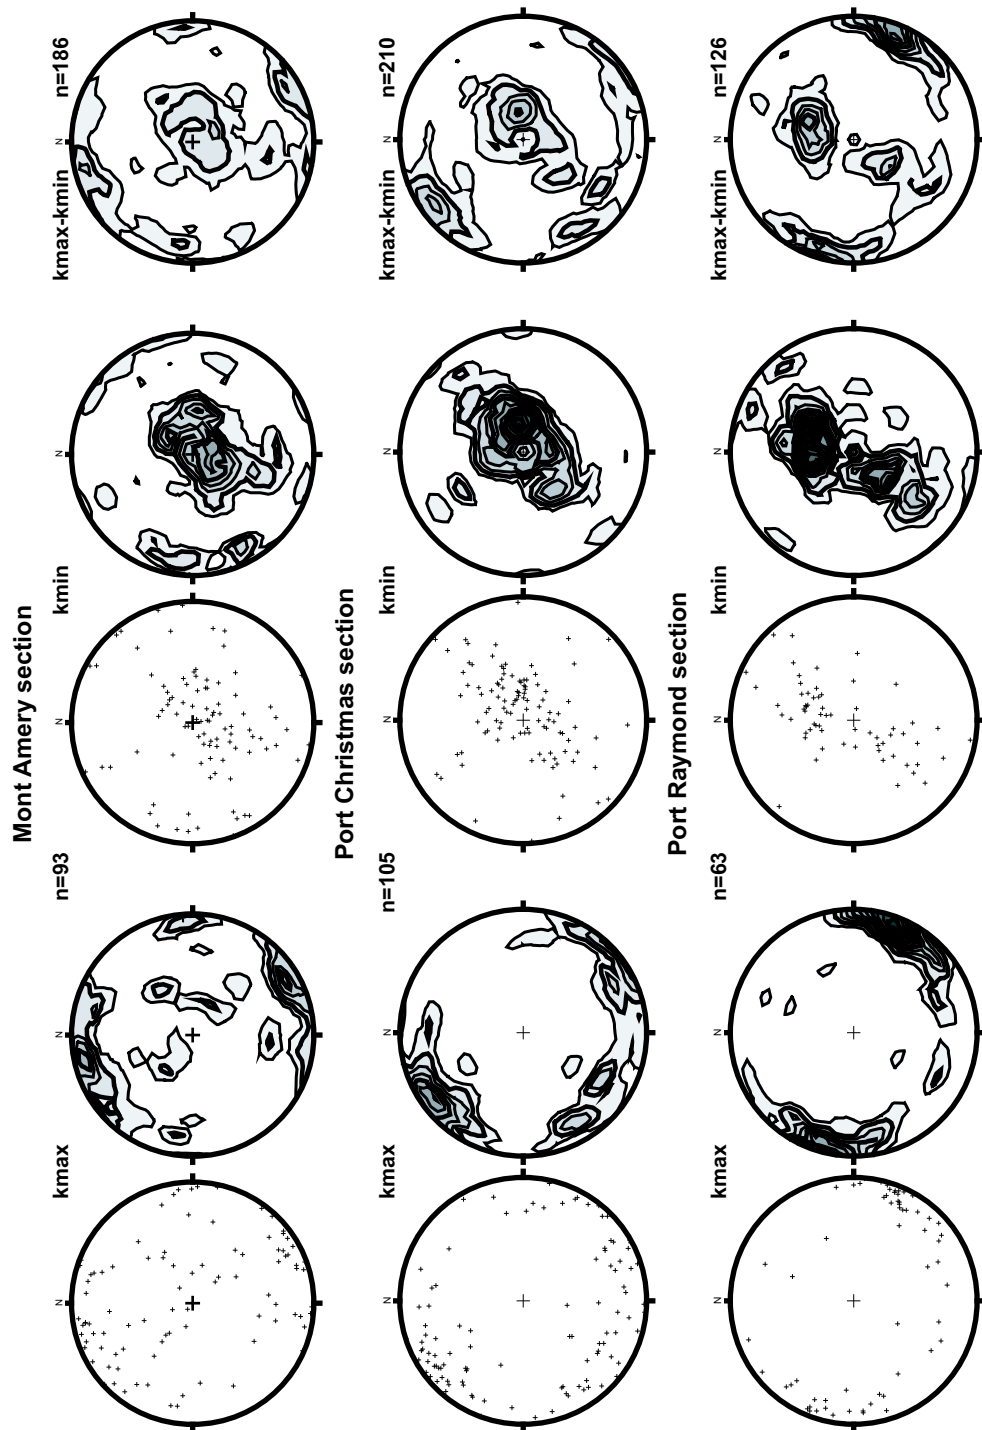 Mont Amery section
kmax n=93 kmin kmax-kmin n=186
N N N N N
Port Christmas section
kmax n=105 kmin kmax-kmin n=210
N N N N N
Port Raymond section
kmax n=63 kmin kmax-kmin n=126
N N N N N